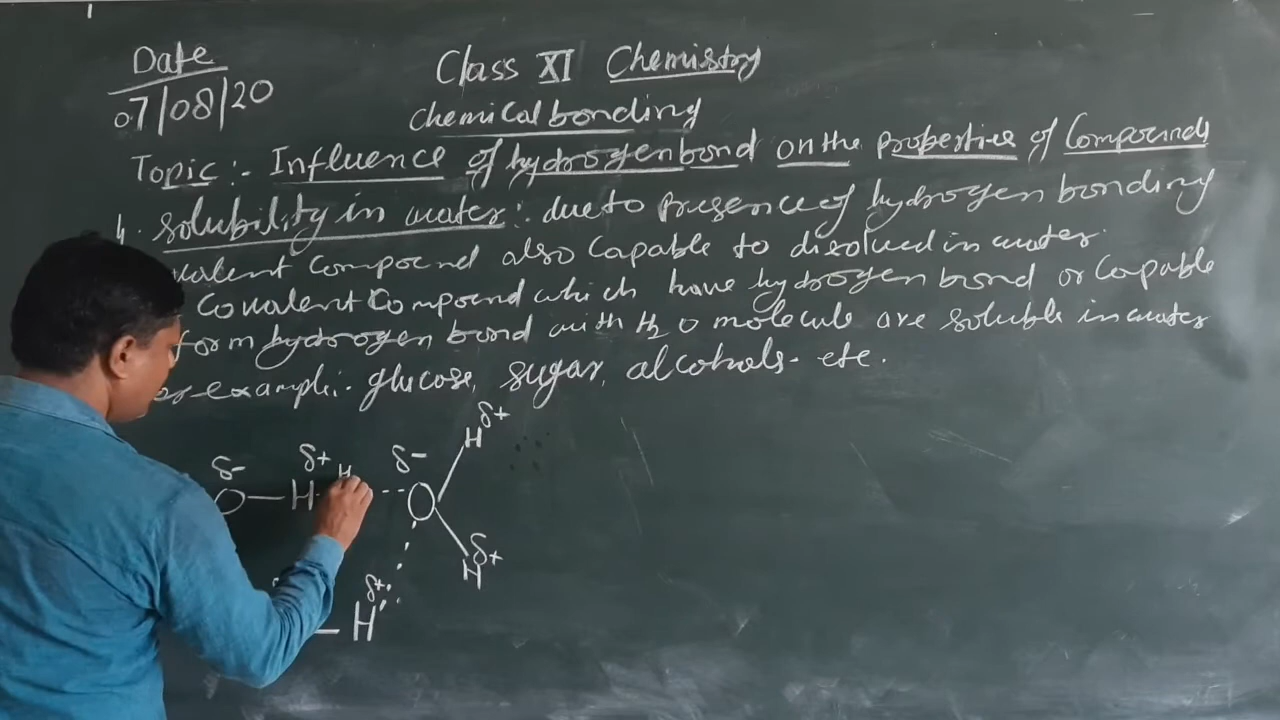 Date
07/08/20
Class XI Chemistry
Chemical bonding
Topic :- Influence of hydrogen bond on the properties of Compounds
1. solubility in water : due to presence of hydrogen bonding
valent compound also capable to disolved in water.
Covalent Compound which have hydrogen bond or Capable
form hydrogen bond with H2O molecule are soluble in water
example:- glucose, sugar, alcohols etc.
δ- δ+ H δ- H δ+
O — H --- O
H δ+
δ+
— H